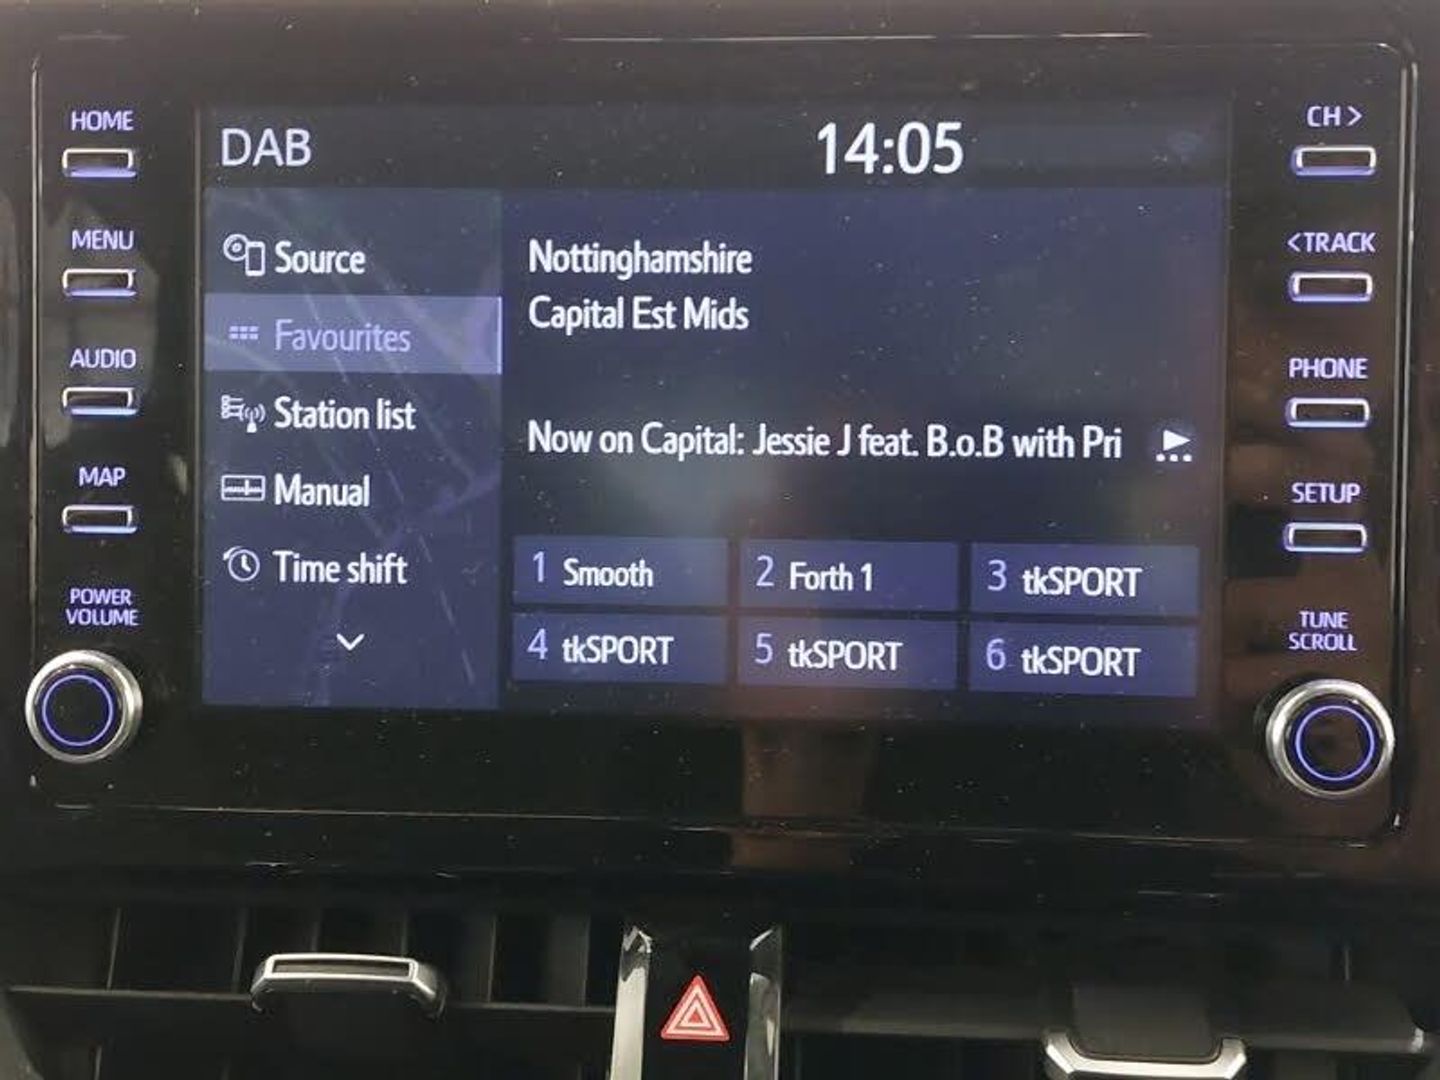 HOME
MENU
AUDIO
MAP
POWER
VOLUME
DAB
14:05
Source
Favourites
Station list
Manual
Time shift
Nottinghamshire
Capital Est Mids
Now on Capital: Jessie J feat. B.o.B with Pri
1 Smooth
2 Forth 1
3 tkSPORT
4 tkSPORT
5 tkSPORT
6 tkSPORT
CH >
<TRACK
PHONE
SETUP
TUNE
SCROLL